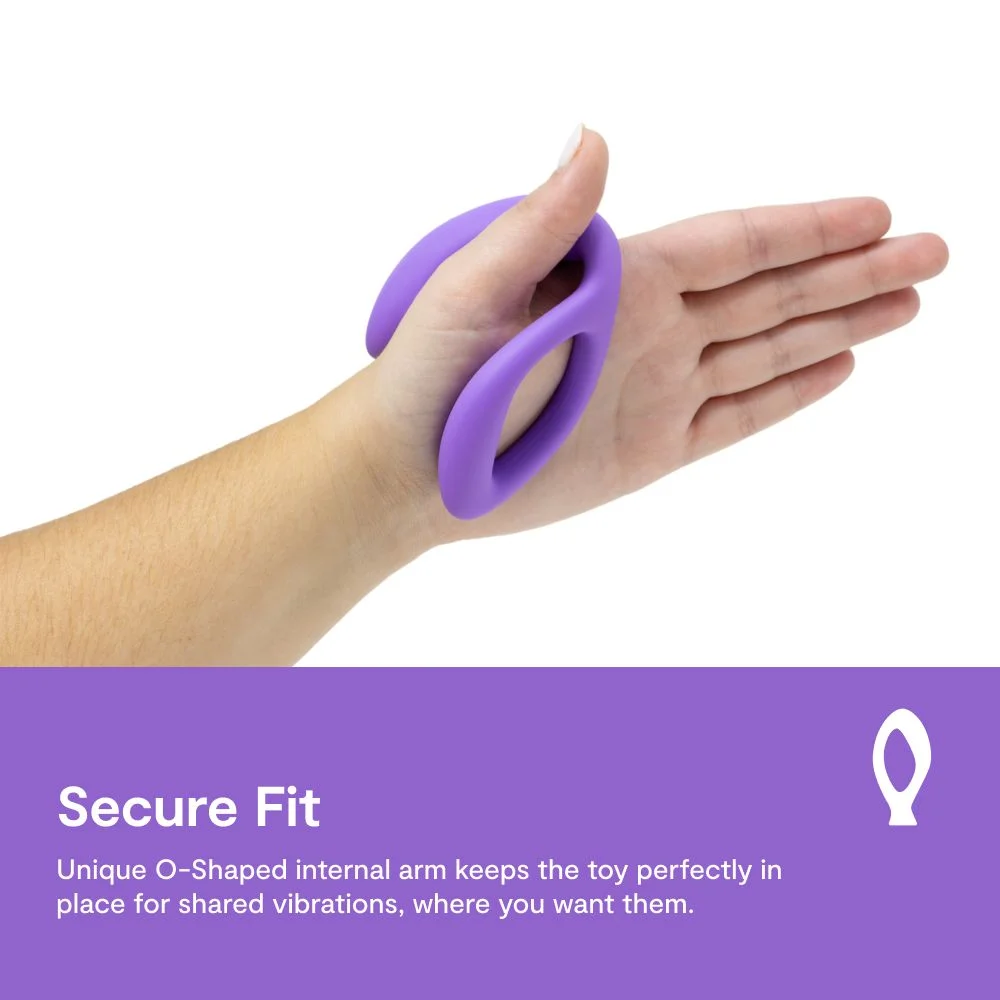 Secure Fit
Unique O-Shaped internal arm keeps the toy perfectly in
place for shared vibrations, where you want them.